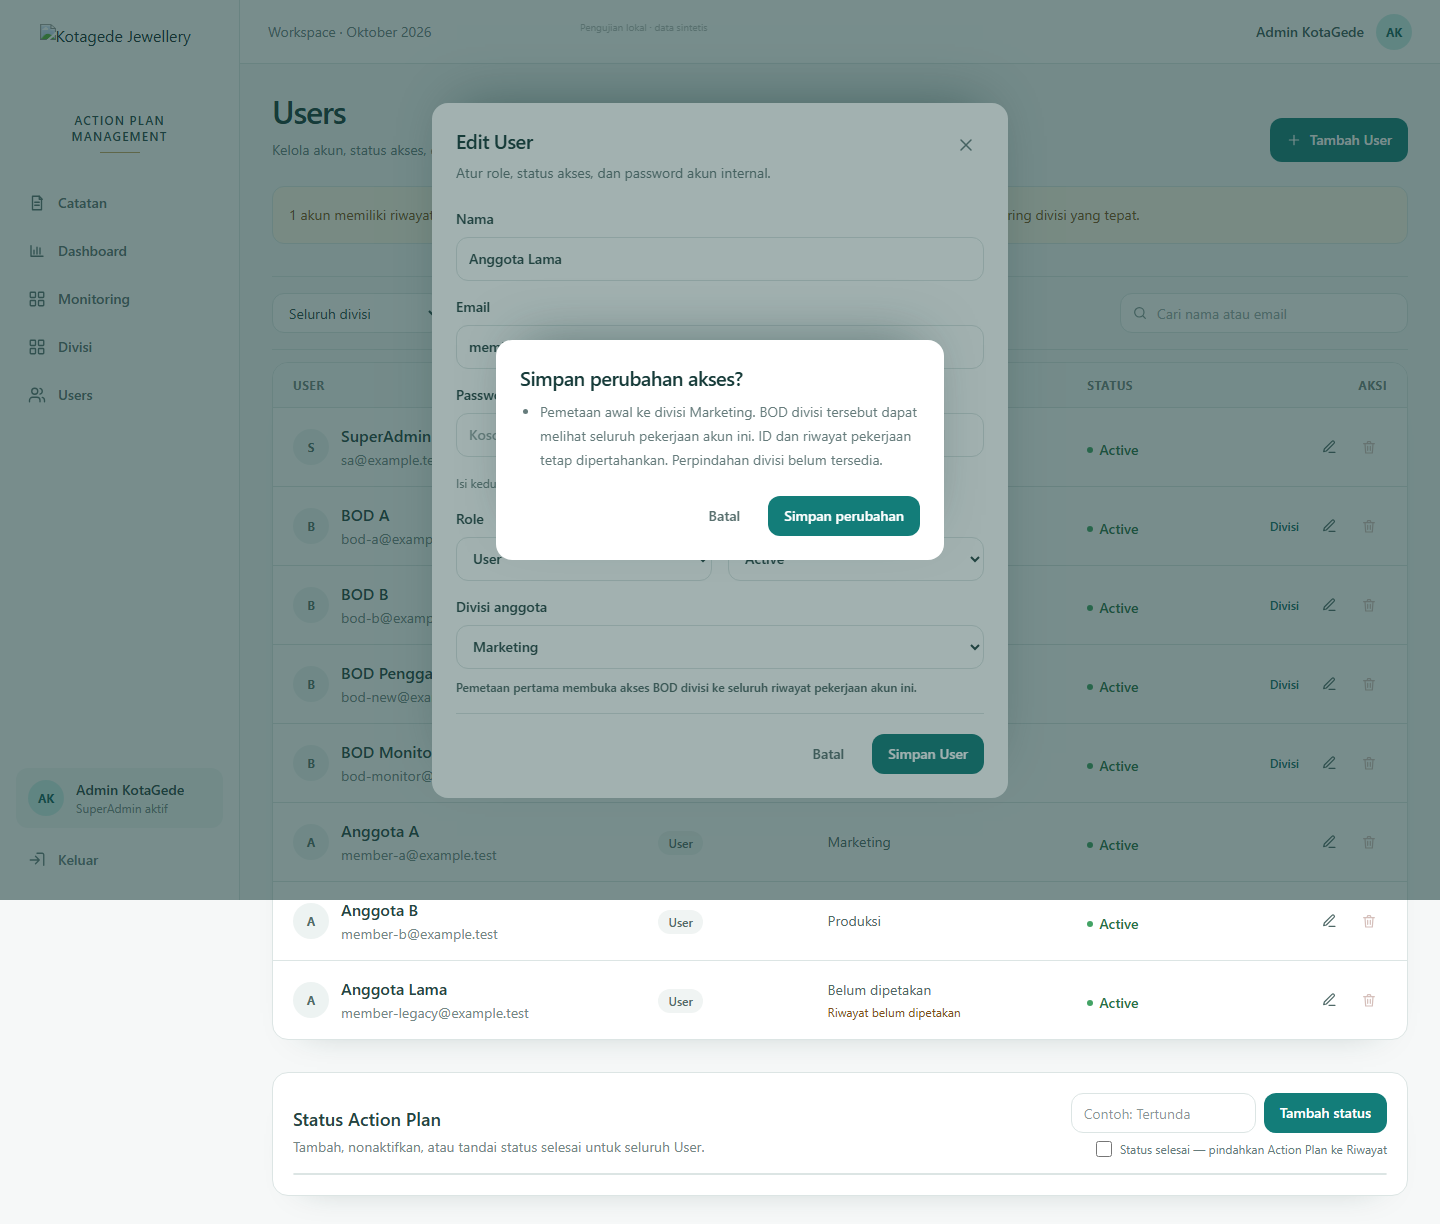 Kotagede Jewellery
ACTION PLAN
MANAGEMENT
Catatan
Dashboard
Monitoring
Divisi
Users
AK
Admin KotaGede
SuperAdmin aktif
Keluar
Workspace · Oktober 2026
Pengujian lokal · data sintetis
Admin KotaGede
AK
Users
Kelola akun, status akses,
Tambah User
1 akun memiliki riwayat
ring divisi yang tepat.
Seluruh divisi
Cari nama atau email
USER
STATUS
AKSI
S
SuperAdmin
sa@example.te
Active
B
BOD A
bod-a@examp
Active
Divisi
B
BOD B
bod-b@examp
Active
Divisi
B
BOD Pengga
bod-new@exa
Active
Divisi
B
BOD Monito
bod-monitor@
Active
Divisi
A
Anggota A
member-a@example.test
User
Marketing
Active
A
Anggota B
member-b@example.test
User
Produksi
Active
A
Anggota Lama
member-legacy@example.test
User
Belum dipetakan
Riwayat belum dipetakan
Active
Edit User
Atur role, status akses, dan password akun internal.
Nama
Anggota Lama
Email
mem
Passwo
Koso
Isi kedu
Role
User
Active
Divisi anggota
Marketing
Pemetaan pertama membuka akses BOD divisi ke seluruh riwayat pekerjaan akun ini.
Batal
Simpan User
Simpan perubahan akses?
• Pemetaan awal ke divisi Marketing. BOD divisi tersebut dapat
melihat seluruh pekerjaan akun ini. ID dan riwayat pekerjaan
tetap dipertahankan. Perpindahan divisi belum tersedia.
Batal
Simpan perubahan
Status Action Plan
Tambah, nonaktifkan, atau tandai status selesai untuk seluruh User.
Contoh: Tertunda
Tambah status
Status selesai — pindahkan Action Plan ke Riwayat